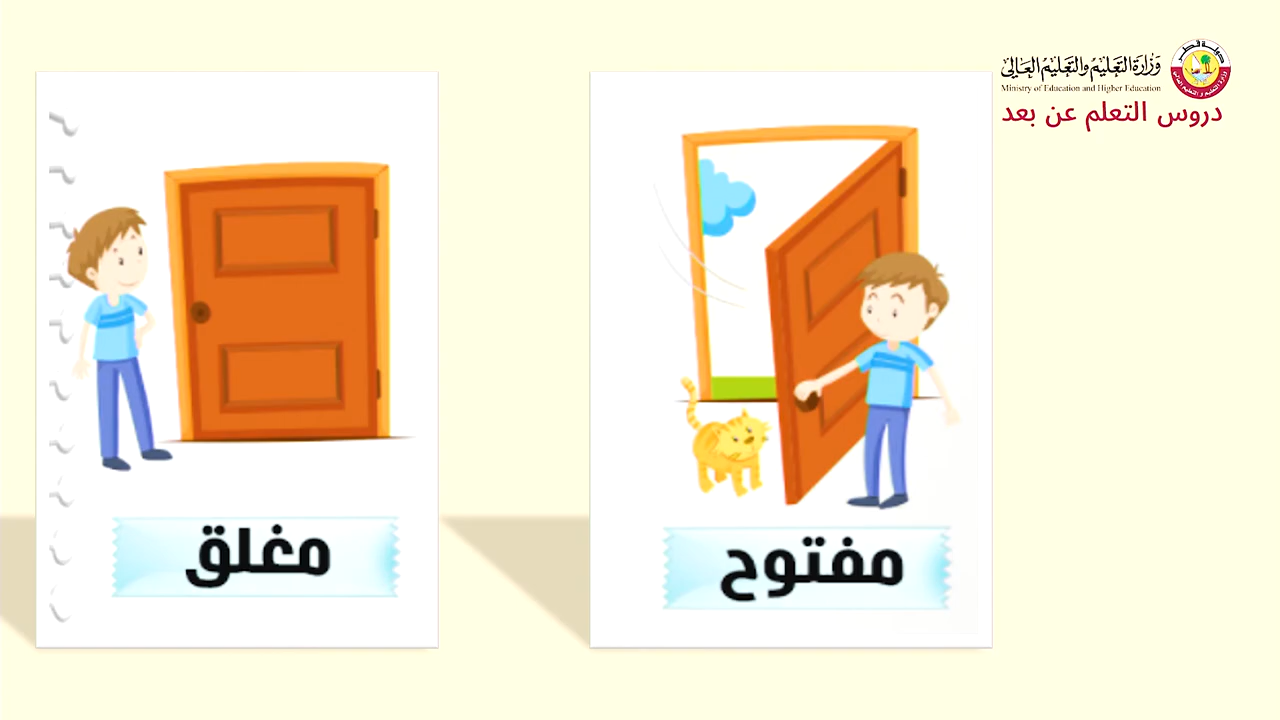 وزارة التعليم والتعليم العالي
Ministry of Education and Higher Education
دروس التعلم عن بعد
مفتوح
مغلق